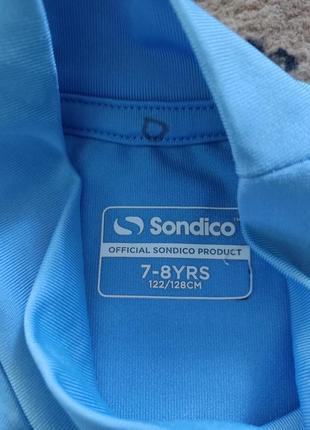 D
Sondico
OFFICIAL SONDICO PRODUCT
7-8YRS
122/128CM